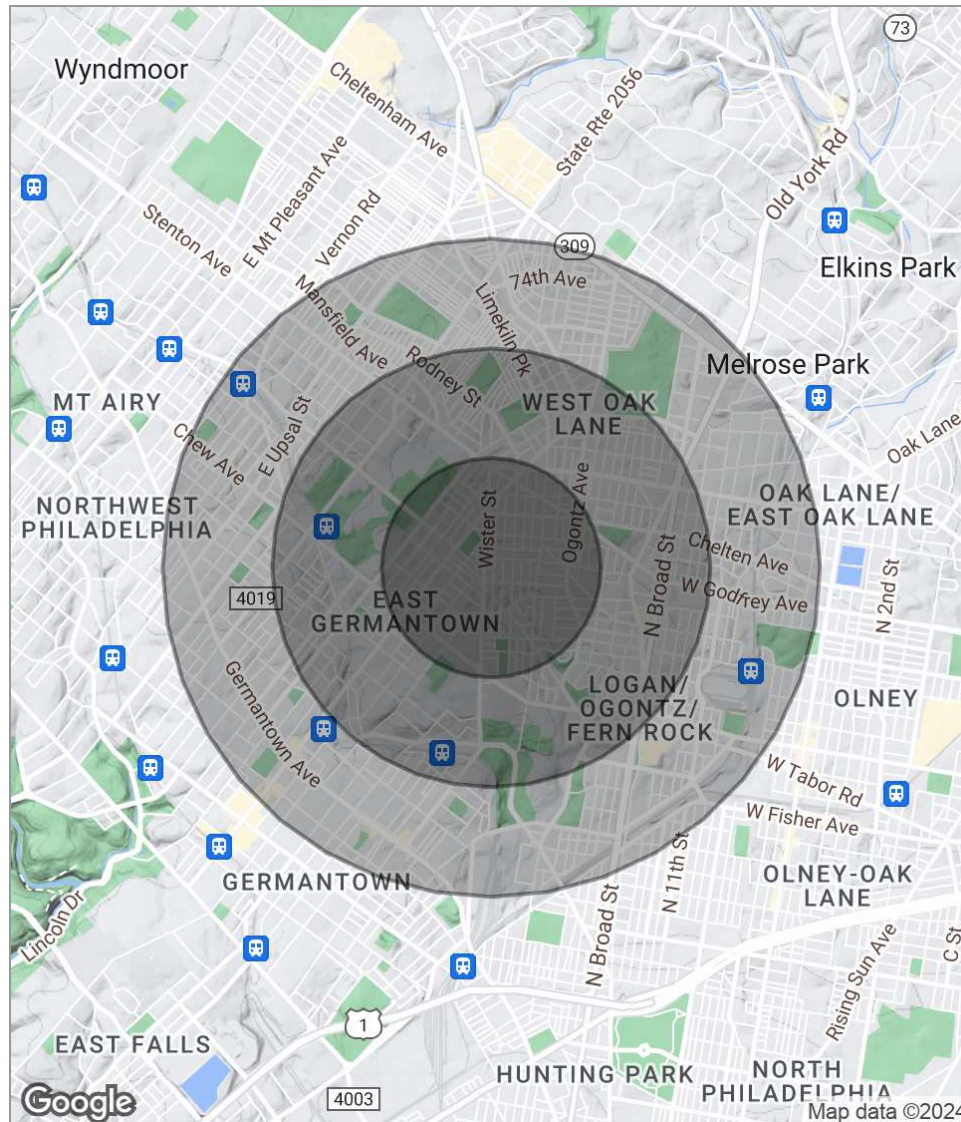 73
Wyndmoor
Cheltenham Ave
State Rte 2056
Old York Rd
E Mt Pleasant Ave
Vernon Rd
Stenton Ave
309
Elkins Park
74th Ave
Mansfield Ave
Limekiln Pk
Rodney St
Melrose Park
MT AIRY
WEST OAK
LANE
E Upsal St
Chew Ave
Oak Lane
NORTHWEST
PHILADELPHIA
Wister St
Ogontz Ave
OAK LANE/
EAST OAK LANE
Chelten Ave
N Broad St
W Godfrey Ave
N 2nd St
4019
EAST
GERMANTOWN
LOGAN/
OGONTZ/
FERN ROCK
OLNEY
Germantown Ave
W Tabor Rd
W Fisher Ave
N 11th St
GERMANTOWN
OLNEY-OAK
LANE
Lincoln Dr
N Broad St
Rising Sun Ave
C St
1
EAST FALLS
HUNTING PARK
NORTH
PHILADELPHIA
4003
Google
Map data ©2024